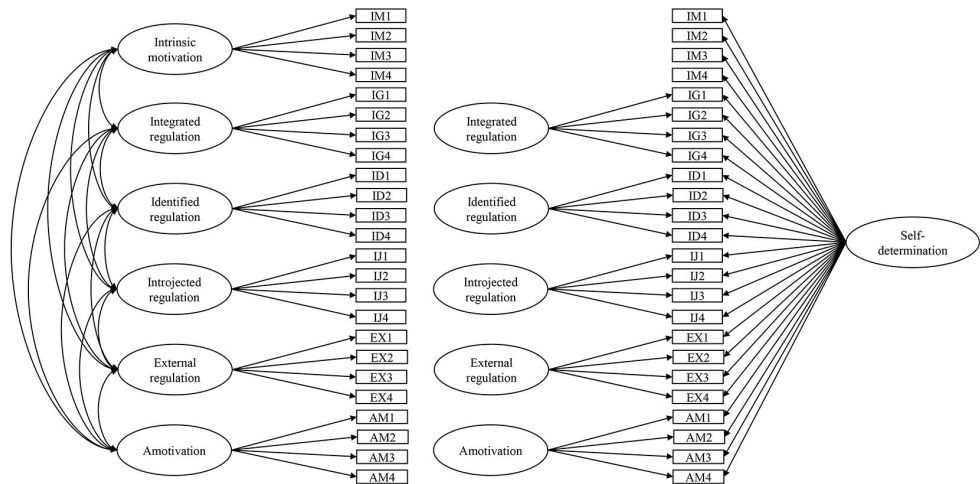 Intrinsic
motivation
IM1
IM2
IM3
IM4
Integrated
regulation
IG1
IG2
IG3
IG4
Identified
regulation
ID1
ID2
ID3
ID4
Introjected
regulation
IJ1
IJ2
IJ3
IJ4
External
regulation
EX1
EX2
EX3
EX4
Amotivation
AM1
AM2
AM3
AM4
IM1
IM2
IM3
IM4
Integrated
regulation
IG1
IG2
IG3
IG4
Identified
regulation
ID1
ID2
ID3
ID4
Introjected
regulation
IJ1
IJ2
IJ3
IJ4
External
regulation
EX1
EX2
EX3
EX4
Amotivation
AM1
AM2
AM3
AM4
Self-
determination